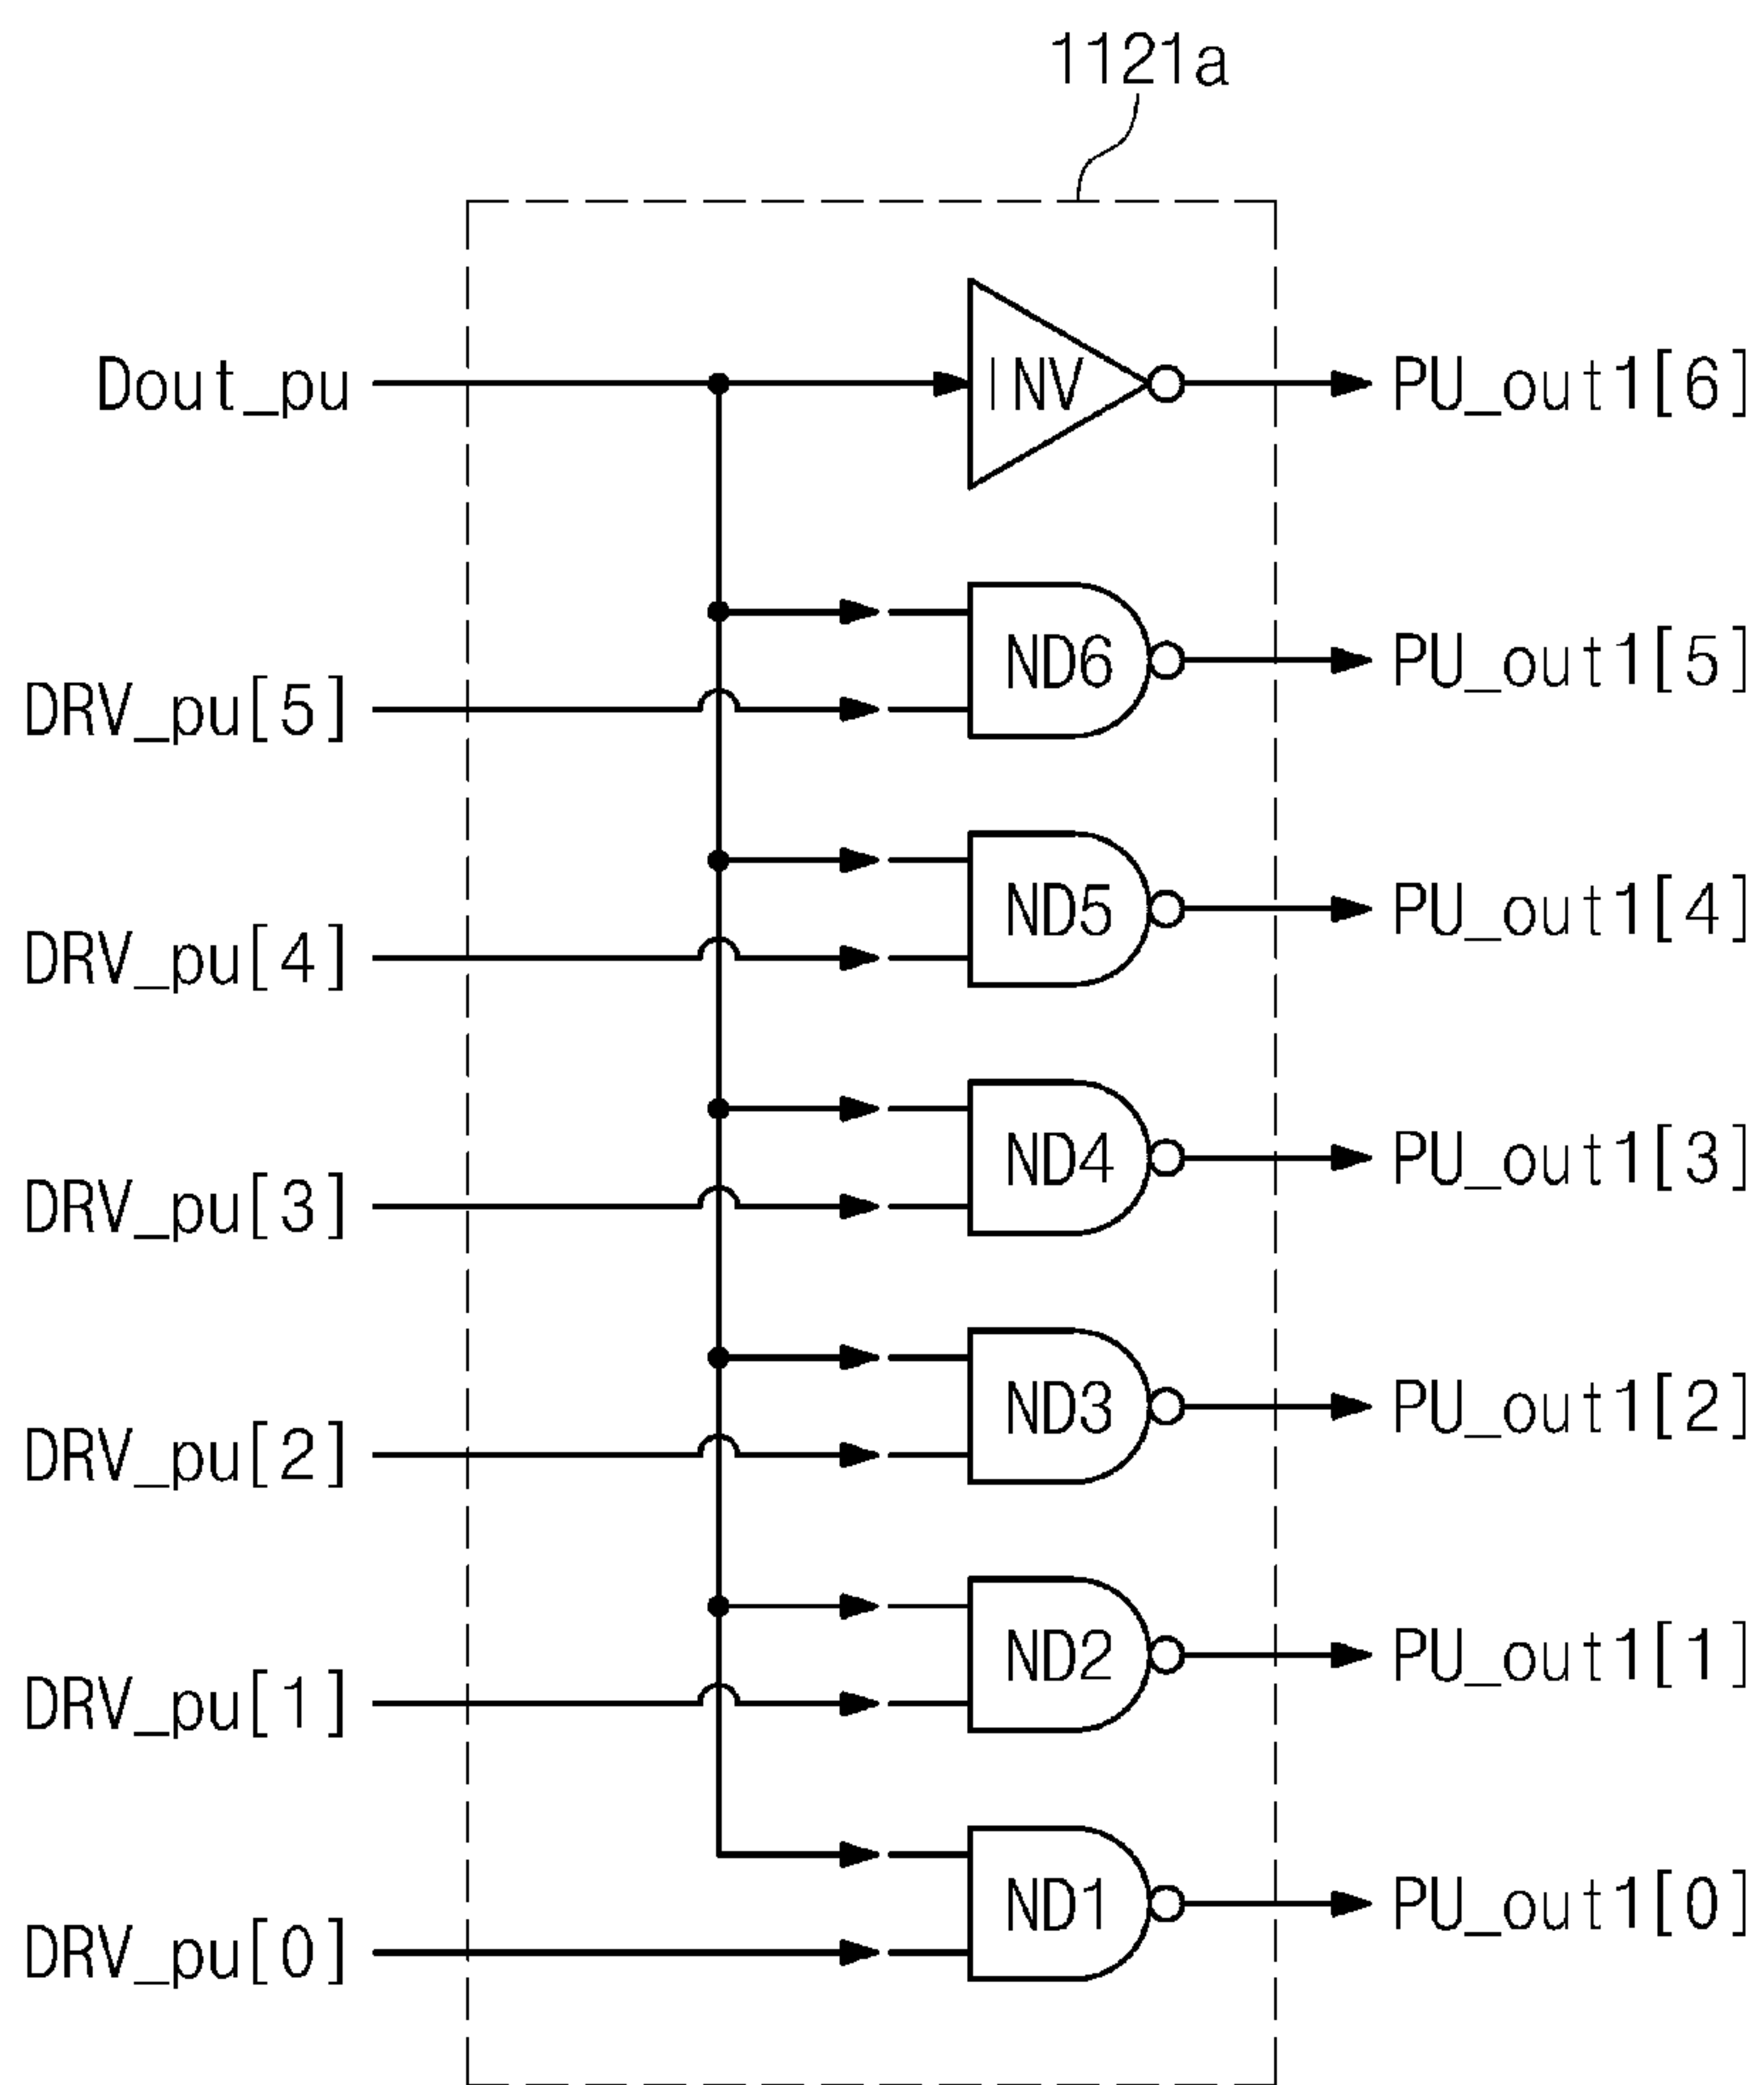 1121a
Dout_pu INV PU_out1[6]
ND6 PU_out1[5]
DRV_pu[5]
ND5 PU_out1[4]
DRV_pu[4]
ND4 PU_out1[3]
DRV_pu[3]
ND3 PU_out1[2]
DRV_pu[2]
ND2 PU_out1[1]
DRV_pu[1]
ND1 PU_out1[0]
DRV_pu[0]